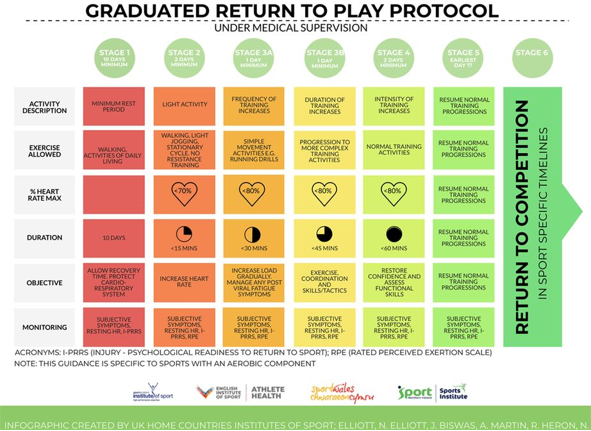 GRADUATED RETURN TO PLAY PROTOCOL
UNDER MEDICAL SUPERVISION
STAGE 1
10 DAYS
MINIMUM
STAGE 2
2 DAYS
MINIMUM
STAGE 3A
1 DAY
MINIMUM
STAGE 3B
1 DAY
MINIMUM
STAGE 4
2 DAYS
MINIMUM
STAGE 5
EARLIEST
DAY 17
STAGE 6
ACTIVITY
DESCRIPTION
MINIMUM REST
PERIOD
LIGHT ACTIVITY
FREQUENCY OF
TRAINING
INCREASES
DURATION OF
TRAINING
INCREASES
INTENSITY OF
TRAINING
INCREASES
RESUME NORMAL
TRAINING
PROGRESSIONS
EXERCISE
ALLOWED
WALKING,
ACTIVITIES OF DAILY
LIVING
WALKING, LIGHT
JOGGING,
STATIONARY
CYCLE, NO
RESISTANCE
TRAINING
SIMPLE
MOVEMENT
ACTIVITIES E.G.
RUNNING DRILLS
PROGRESSION TO
MORE COMPLEX
TRAINING
ACTIVITIES
NORMAL TRAINING
ACTIVITIES
RESUME NORMAL
TRAINING
PROGRESSIONS
% HEART
RATE MAX
<70%
<80%
<80%
<80%
RESUME NORMAL
TRAINING
PROGRESSIONS
DURATION
10 DAYS
<15 MINS
<30 MINS
<45 MINS
<60 MINS
RESUME NORMAL
TRAINING
PROGRESSIONS
OBJECTIVE
ALLOW RECOVERY
TIME, PROTECT
CARDIO-
RESPIRATORY
SYSTEM
INCREASE HEART
RATE
INCREASE LOAD
GRADUALLY,
MANAGE ANY POST
VIRAL FATIGUE
SYMPTOMS
EXERCISE,
COORDINATION
AND
SKILLS/TACTICS
RESTORE
CONFIDENCE AND
ASSESS
FUNCTIONAL
SKILLS
RESUME NORMAL
TRAINING
PROGRESSIONS
MONITORING
SUBJECTIVE
SYMPTOMS,
RESTING HR, I-PRRS
SUBJECTIVE
SYMPTOMS,
RESTING HR, I-
PRRS, RPE
SUBJECTIVE
SYMPTOMS,
RESTING HR, I-
PRRS, RPE
SUBJECTIVE
SYMPTOMS,
RESTING HR, I-
PRRS, RPE
SUBJECTIVE
SYMPTOMS,
RESTING HR, I-
PRRS, RPE
SUBJECTIVE
SYMPTOMS,
RESTING HR, I-
PRRS, RPE
RETURN TO COMPETITION
IN SPORT SPECIFIC TIMELINES
ACRONYMS: I-PRRS (INJURY - PSYCHOLOGICAL READINESS TO RETURN TO SPORT); RPE (RATED PERCEIVED EXERTION SCALE)
NOTE: THIS GUIDANCE IS SPECIFIC TO SPORTS WITH AN AEROBIC COMPONENT
institute of sport
ENGLISH
INSTITUTE
OF SPORT
ATHLETE
HEALTH
sportwales
chwaraeoncymru
sport
Sports
Institute
INFOGRAPHIC CREATED BY UK HOME COUNTRIES INSTITUTES OF SPORT; ELLIOTT, N. ELLIOTT, J. BISWAS, A. MARTIN, R. HERON, N.